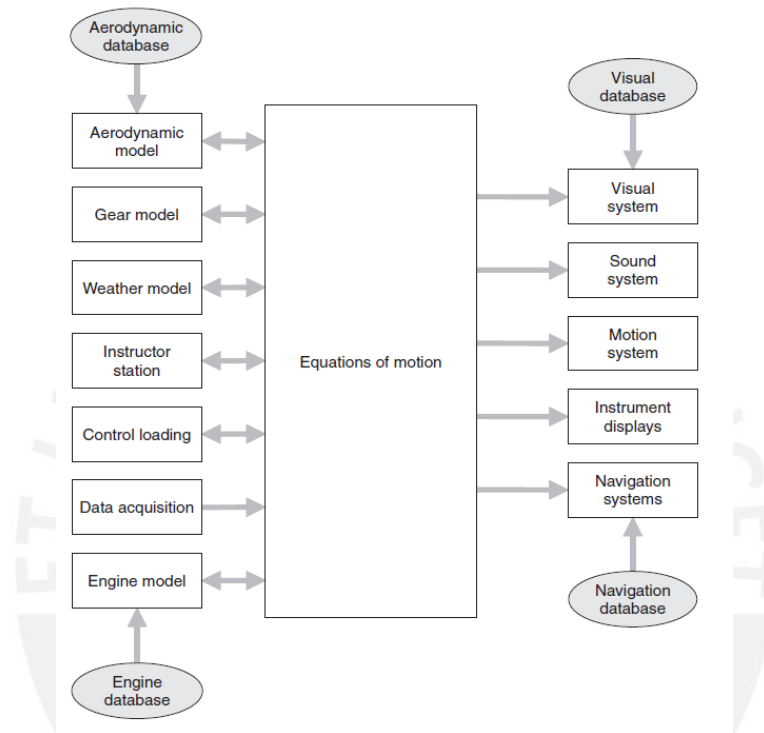 Aerodynamic
database
Aerodynamic
model
Gear model
Weather model
Instructor
station
Control loading
Data acquisition
Engine model
Engine
database
Equations of motion
Visual
database
Visual
system
Sound
system
Motion
system
Instrument
displays
Navigation
systems
Navigation
database